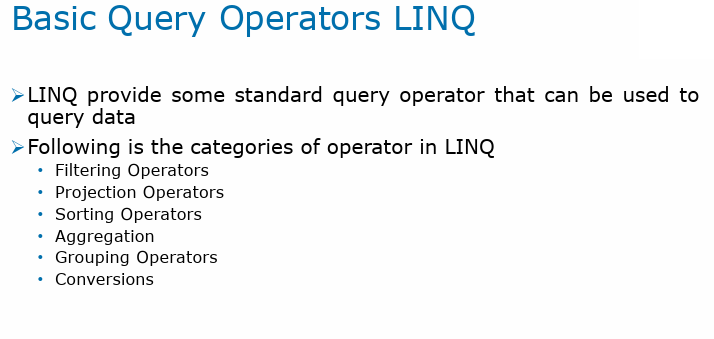 Basic Query Operators LINQ
➢LINQ provide some standard query operator that can be used to
query data
➢Following is the categories of operator in LINQ
• Filtering Operators
• Projection Operators
• Sorting Operators
• Aggregation
• Grouping Operators
• Conversions